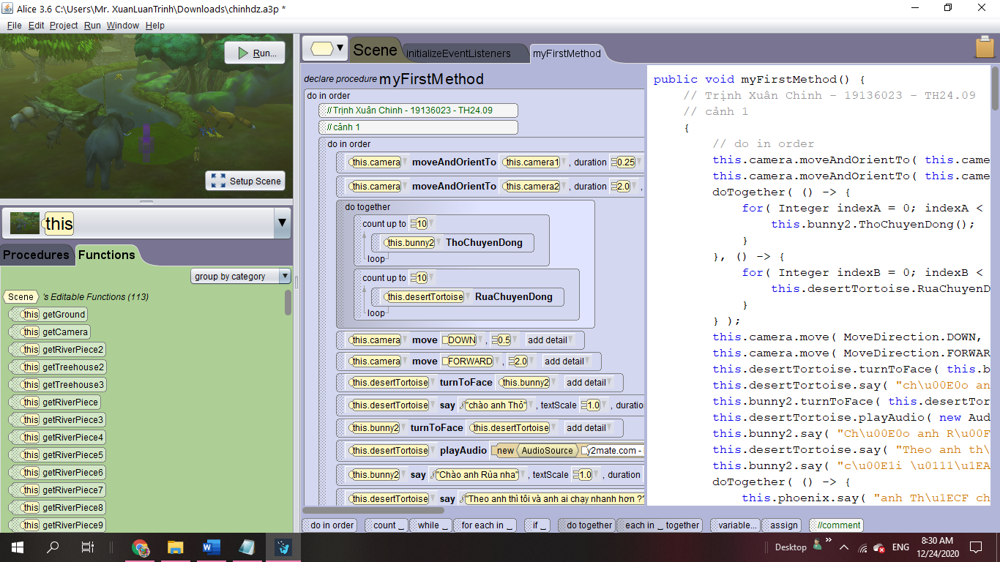 Alice 3.6 C:\Users\Mr. XuanLuanTrinh\Downloads\chinhdz.a3p *
File Edit Project Run Window Help
Run...
Setup Scene
this
Procedures Functions
group by category
Scene 's Editable Functions (113)
this getGround
this getCamera
this getRiverPiece2
this getTreehouse2
this getTreehouse3
this getRiverPiece
this getRiverPiece3
this getRiverPiece4
this getRiverPiece5
this getRiverPiece6
this getRiverPiece7
this getRiverPiece8
this getRiverPiece9
Scene initializeEventListeners myFirstMethod
declare procedure myFirstMethod
do in order
// Trịnh Xuân Chinh - 19136023 - TH24.09
// cảnh 1
do in order
this.camera moveAndOrientTo this.camera1 , duration 0.25
this.camera moveAndOrientTo this.camera2 , duration 2.0 ,
do together
count up to 10
this.bunny2 ThoChuyenDong
loop
count up to 10
this.desertTortoise RuaChuyenDong
loop
this.camera move DOWN , 0.5 add detail
this.camera move FORWARD , 2.0 add detail
this.desertTortoise turnToFace this.bunny2 add detail
this.desertTortoise say "chào anh Thỏ" , textScale 1.0 , duratio
this.bunny2 turnToFace this.desertTortoise add detail
this.desertTortoise playAudio new AudioSource y2mate.com -
this.bunny2 say "Chào anh Rùa nha" , textScale 1.0 , duration
this.desertTortoise say "Theo anh thì tôi và anh ai chạy nhanh hơn ??
do in order count _ while _ for each in _ if _ do together each in _ together variable... assign //comment
public void myFirstMethod() {
// Trịnh Xuân Chinh - 19136023 - TH24.09
// cảnh 1
{
// do in order
this.camera.moveAndOrientTo( this.came
this.camera.moveAndOrientTo( this.came
doTogether( () -> {
for( Integer indexA = 0; indexA <
this.bunny2.ThoChuyenDong();
}
}, () -> {
for( Integer indexB = 0; indexB <
this.desertTortoise.RuaChuyenD
}
} );
this.camera.move( MoveDirection.DOWN,
this.camera.move( MoveDirection.FORWAR
this.desertTortoise.turnToFace( this.b
this.desertTortoise.say( "ch\u00E0o an
this.bunny2.turnToFace( this.desertTor
this.desertTortoise.playAudio( new Aud
this.bunny2.say( "Ch\u00E0o anh R\u00F
this.desertTortoise.say( "Theo anh th\
this.bunny2.say( "c\u00E1i \u0111\u1EA
doTogether( () -> {
this.phoenix.say( "anh Th\u1ECF ch
Desktop
ENG
8:30 AM
12/24/2020